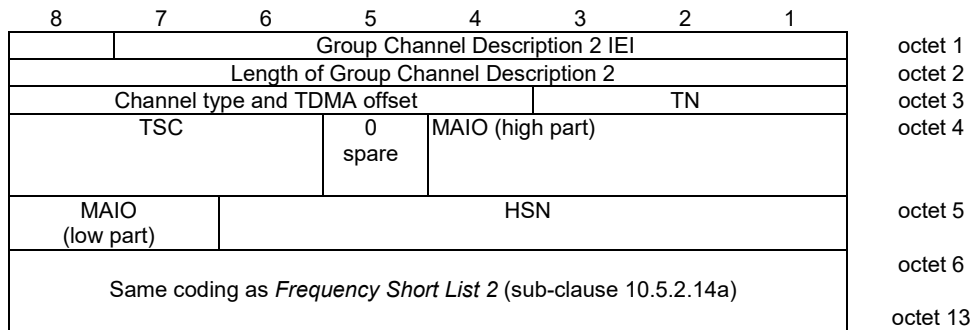 8 7 6 5 4 3 2 1
Group Channel Description 2 IEI octet 1
Length of Group Channel Description 2 octet 2
Channel type and TDMA offset TN octet 3
TSC 0 MAIO (high part) octet 4
spare
MAIO HSN octet 5
(low part)
octet 6
Same coding as Frequency Short List 2 (sub-clause 10.5.2.14a)
octet 13